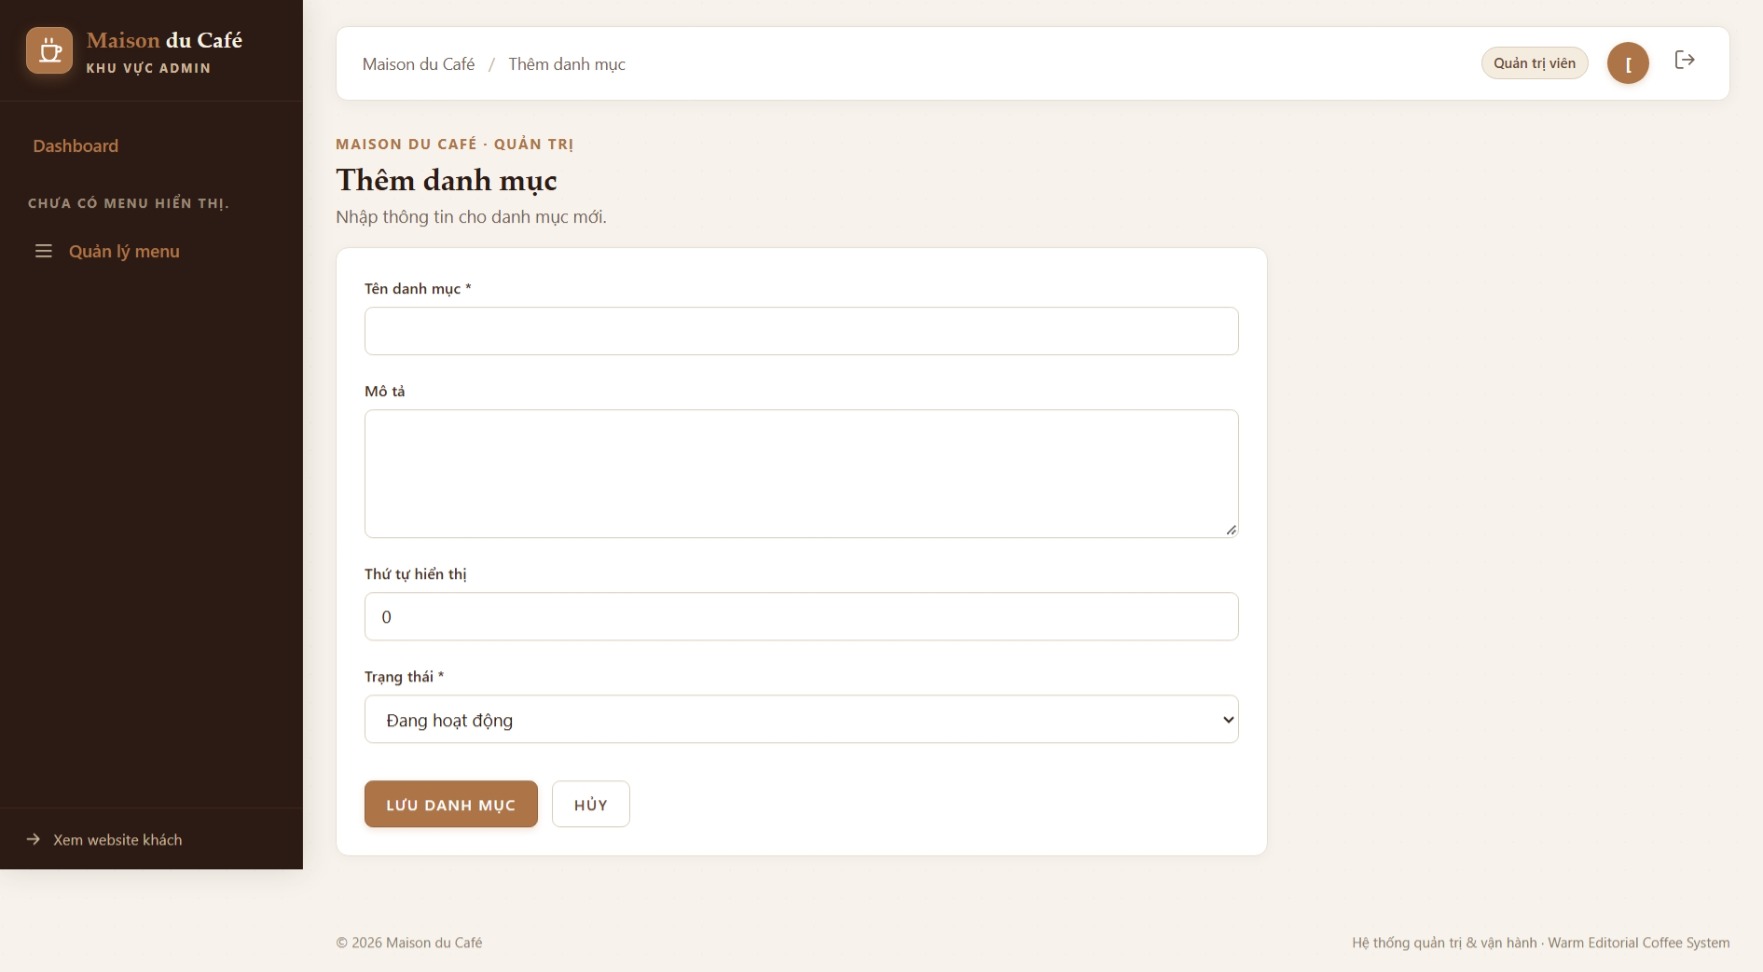 Maison du Café
KHU VỰC ADMIN
Dashboard
CHƯA CÓ MENU HIỂN THỊ.
Quản lý menu
Xem website khách
Maison du Café / Thêm danh mục
Quản trị viên
[
MAISON DU CAFÉ · QUẢN TRỊ
Thêm danh mục
Nhập thông tin cho danh mục mới.
Tên danh mục *
Mô tả
Thứ tự hiển thị
0
Trạng thái *
Đang hoạt động
LƯU DANH MỤC
HỦY
© 2026 Maison du Café
Hệ thống quản trị & vận hành · Warm Editorial Coffee System